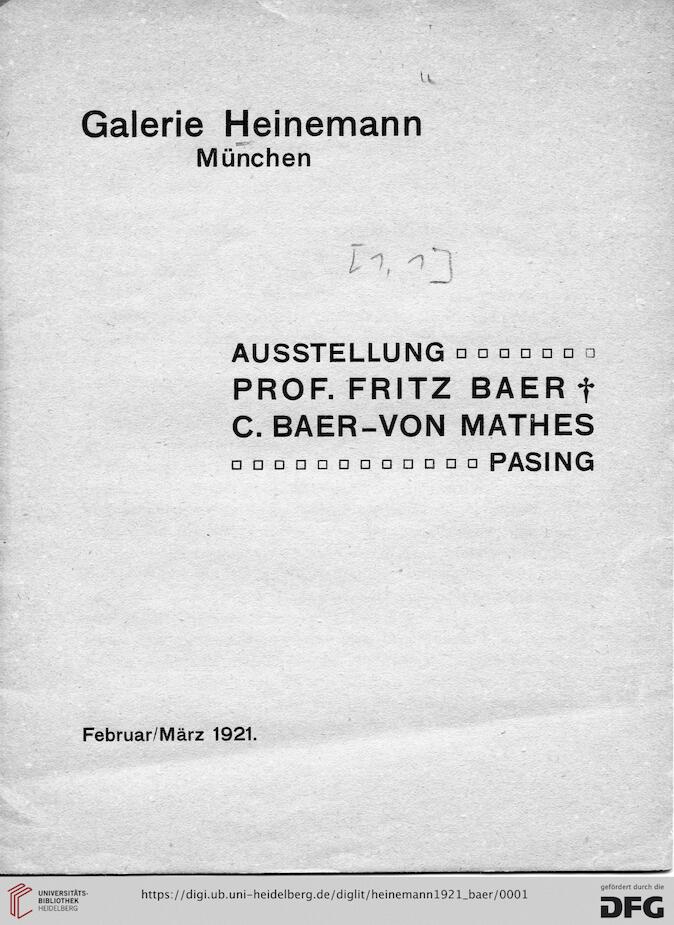 Galerie Heinemann
München
[1, 1]
AUSSTELLUNG □ □ □ □ □ □ □
PROF. FRITZ BAER †
C. BAER–VON MATHES
□ □ □ □ □ □ □ □ □ □ □ □ PASING
Februar/März 1921.
UNIVERSITÄTS-
BIBLIOTHEK
HEIDELBERG
https://digi.ub.uni-heidelberg.de/diglit/heinemann1921_baer/0001
gefördert durch die
DFG